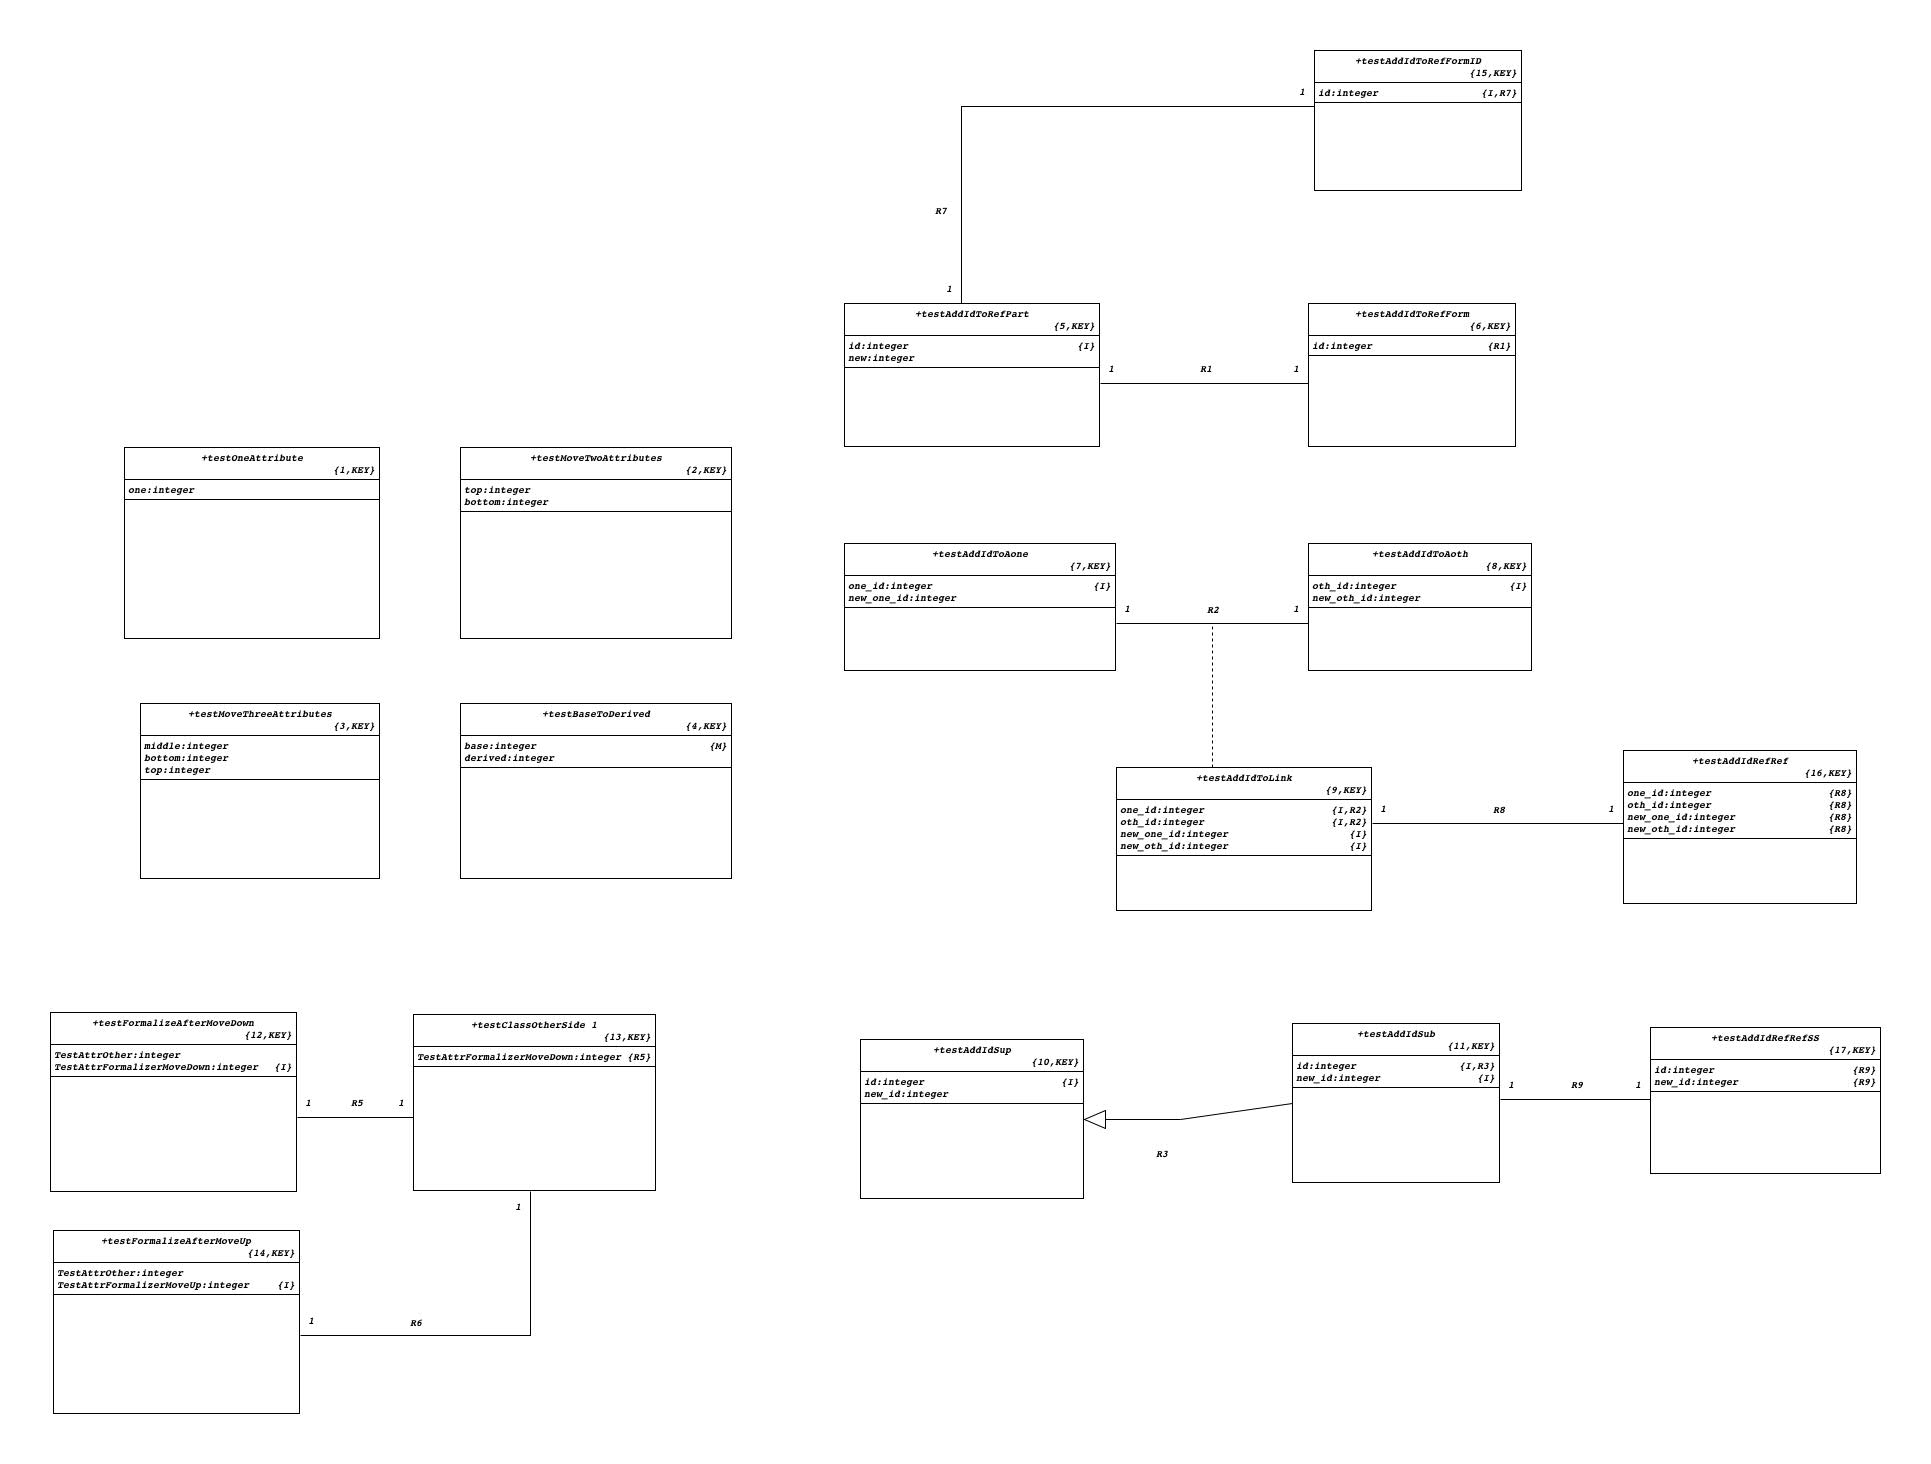 +testAddIdToRefFormID
{15,KEY}
1
id:integer {I,R7}
R7
1
+testAddIdToRefPart
{5,KEY}
id:integer {I}
new:integer
+testAddIdToRefForm
{6,KEY}
id:integer {R1}
1 R1 1
+testOneAttribute
{1,KEY}
one:integer
+testMoveTwoAttributes
{2,KEY}
top:integer
bottom:integer
+testAddIdToAone
{7,KEY}
one_id:integer {I}
new_one_id:integer
+testAddIdToAoth
{8,KEY}
oth_id:integer {I}
new_oth_id:integer
1 R2 1
+testMoveThreeAttributes
{3,KEY}
middle:integer
bottom:integer
top:integer
+testBaseToDerived
{4,KEY}
base:integer {M}
derived:integer
+testAddIdToLink
{9,KEY}
one_id:integer {I,R2}
oth_id:integer {I,R2}
new_one_id:integer {I}
new_oth_id:integer {I}
1 R8 1
+testAddIdRefRef
{16,KEY}
one_id:integer {R8}
oth_id:integer {R8}
new_one_id:integer {R8}
new_oth_id:integer {R8}
+testFormalizeAfterMoveDown
{12,KEY}
TestAttrOther:integer
TestAttrFormalizerMoveDown:integer {I}
1 R5 1
+testClassOtherSide 1
{13,KEY}
TestAttrFormalizerMoveDown:integer {R5}
1
+testAddIdSup
{10,KEY}
id:integer {I}
new_id:integer
R3
+testAddIdSub
{11,KEY}
id:integer {I,R3}
new_id:integer {I}
1 R9 1
+testAddIdRefRefSS
{17,KEY}
id:integer {R9}
new_id:integer {R9}
+testFormalizeAfterMoveUp
{14,KEY}
TestAttrOther:integer
TestAttrFormalizerMoveUp:integer {I}
1 R6